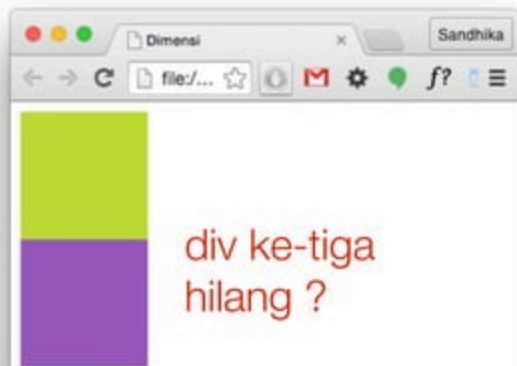 Dimensi
Sandhika
file:/...
f?
div ke-tiga
hilang ?